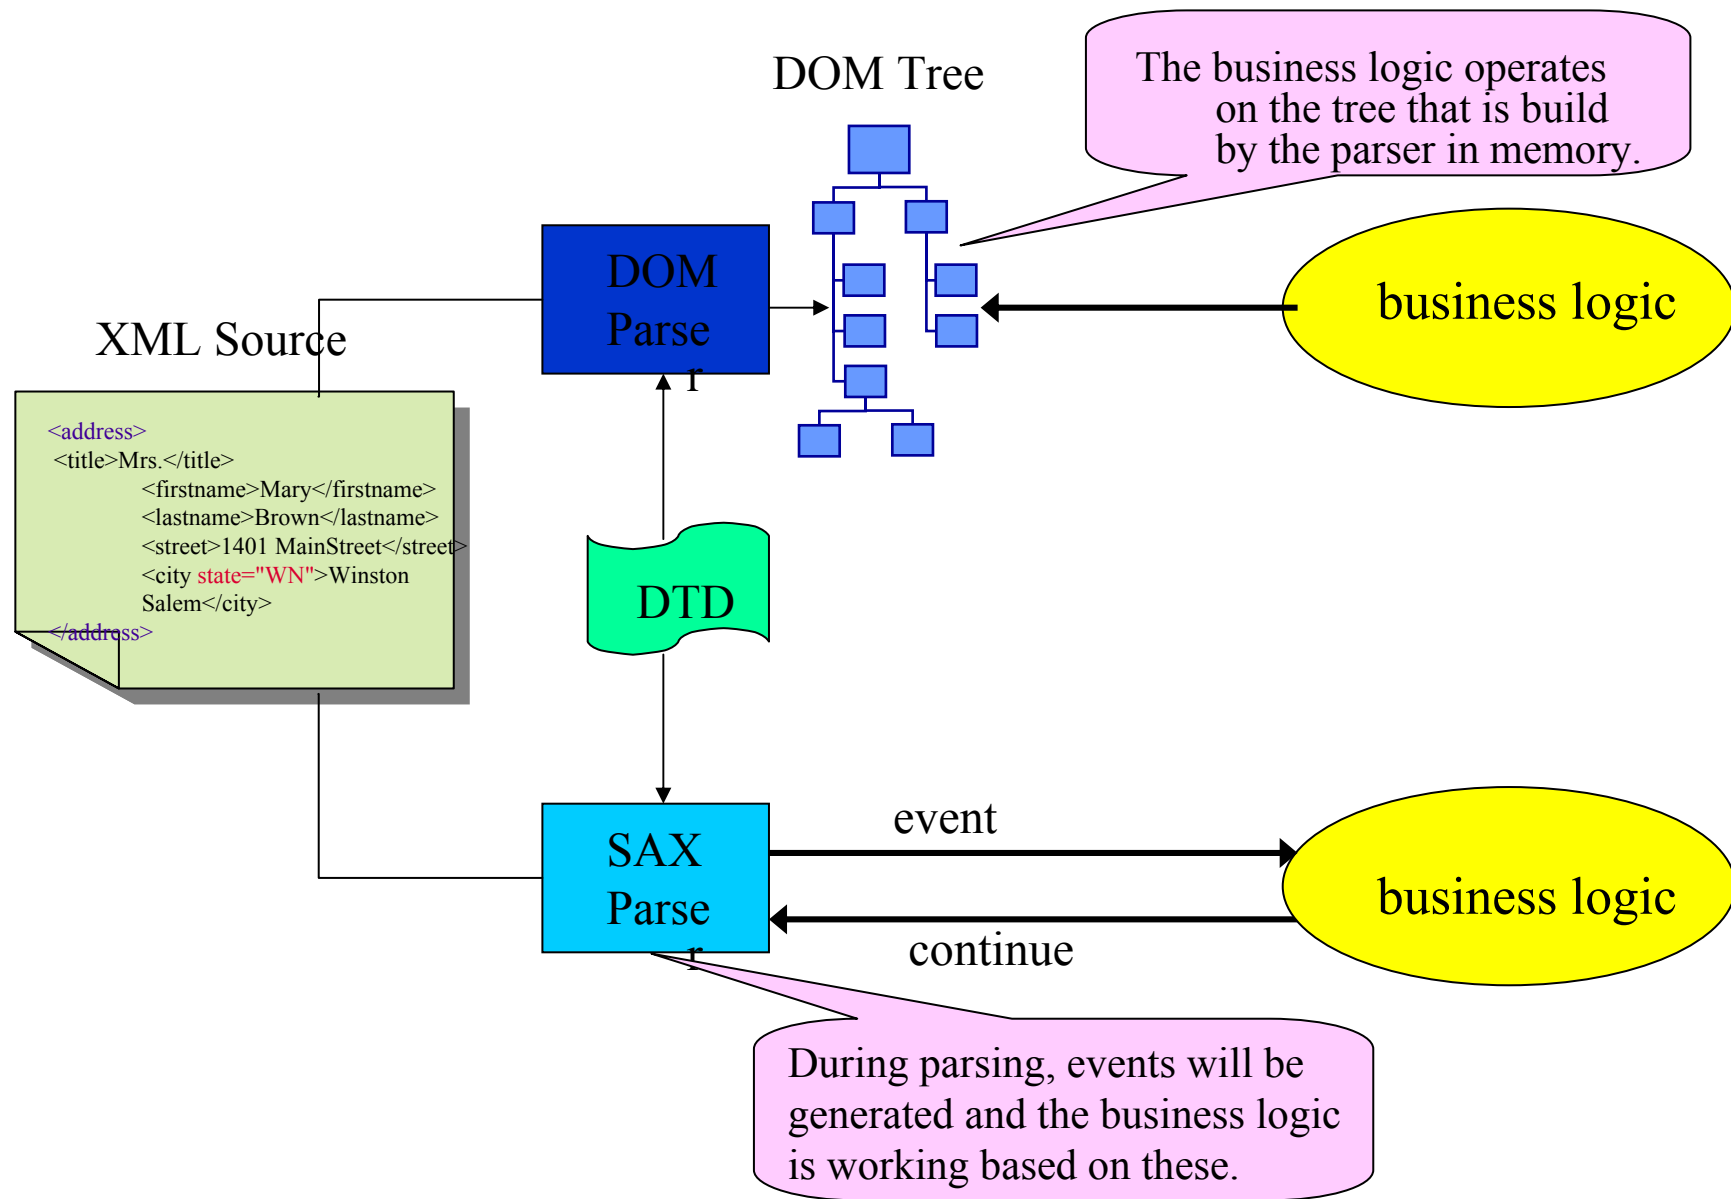 DOM Tree
The business logic operates
on the tree that is build
by the parser in memory.
DOM
Parse
r
business logic
XML Source
<address>
<title>Mrs.</title>
<firstname>Mary</firstname>
<lastname>Brown</lastname>
<street>1401 MainStreet</street>
<city state="WN">Winston
Salem</city>
</address>
DTD
event
SAX
Parse
r
business logic
continue
During parsing, events will be
generated and the business logic
is working based on these.